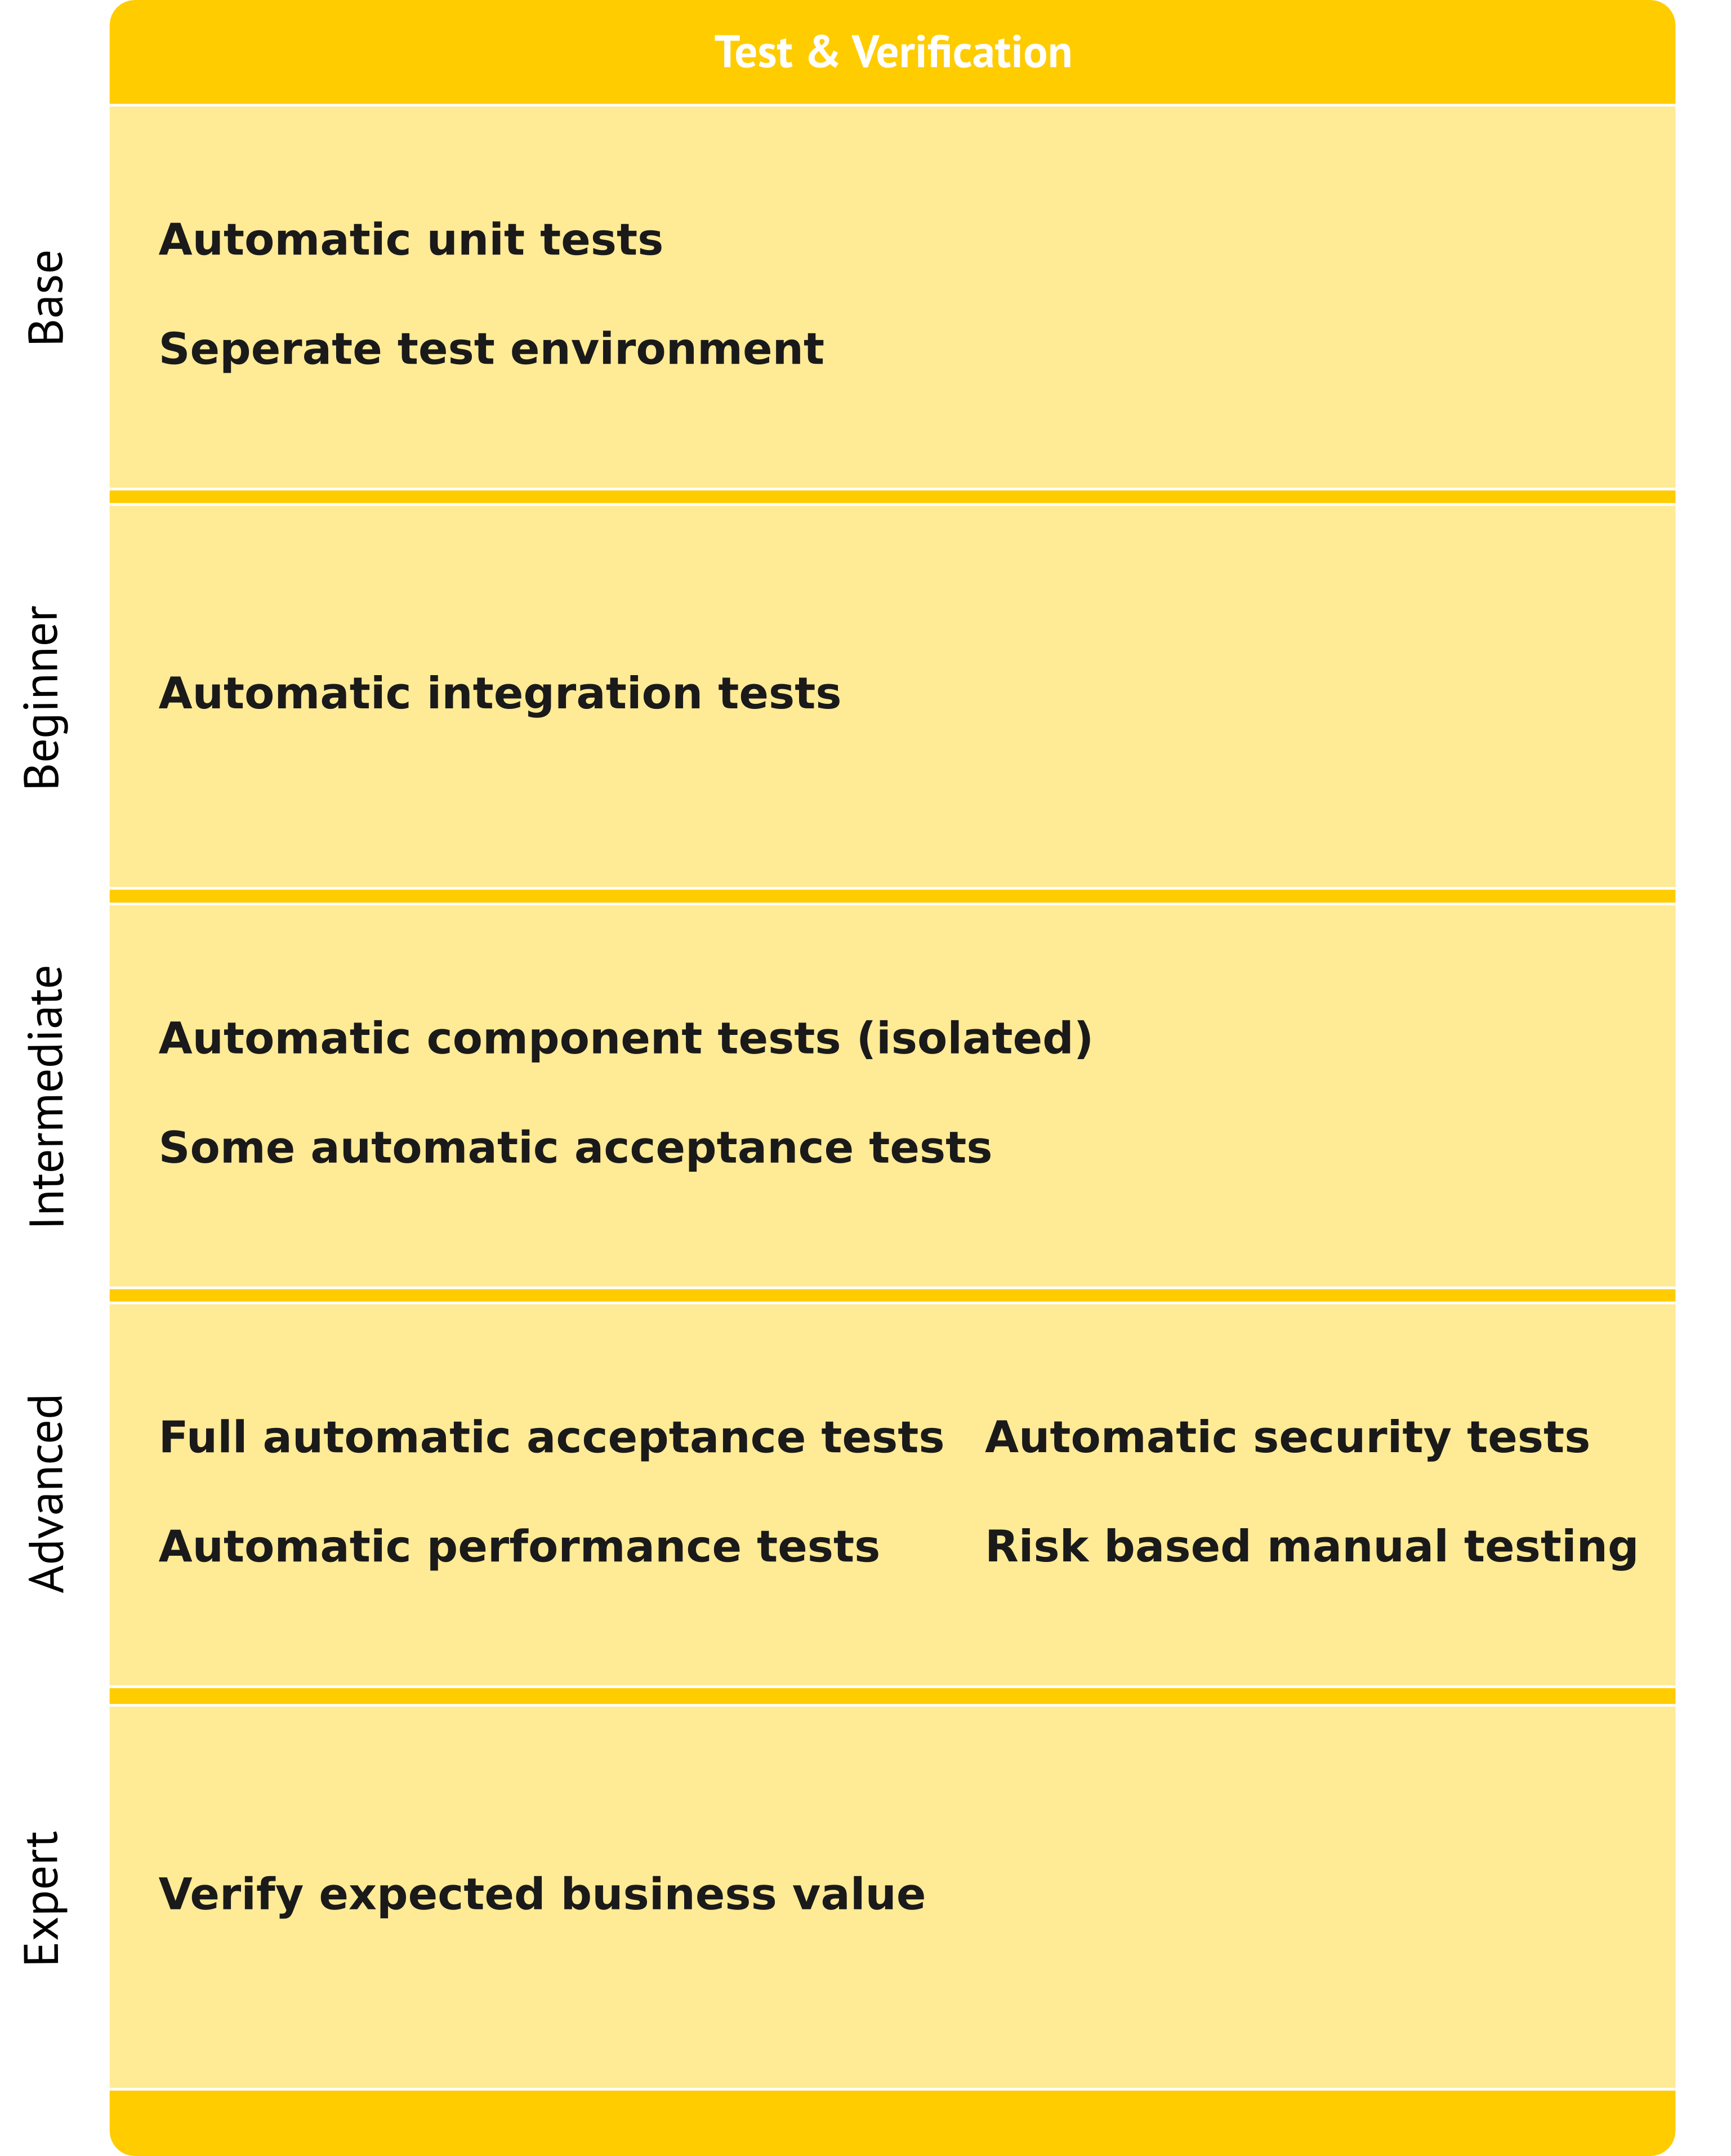 Test & Verification
Base
Automatic unit tests
Seperate test environment
Beginner
Automatic integration tests
Intermediate
Automatic component tests (isolated)
Some automatic acceptance tests
Advanced
Full automatic acceptance tests
Automatic performance tests
Automatic security tests
Risk based manual testing
Expert
Verify expected business value